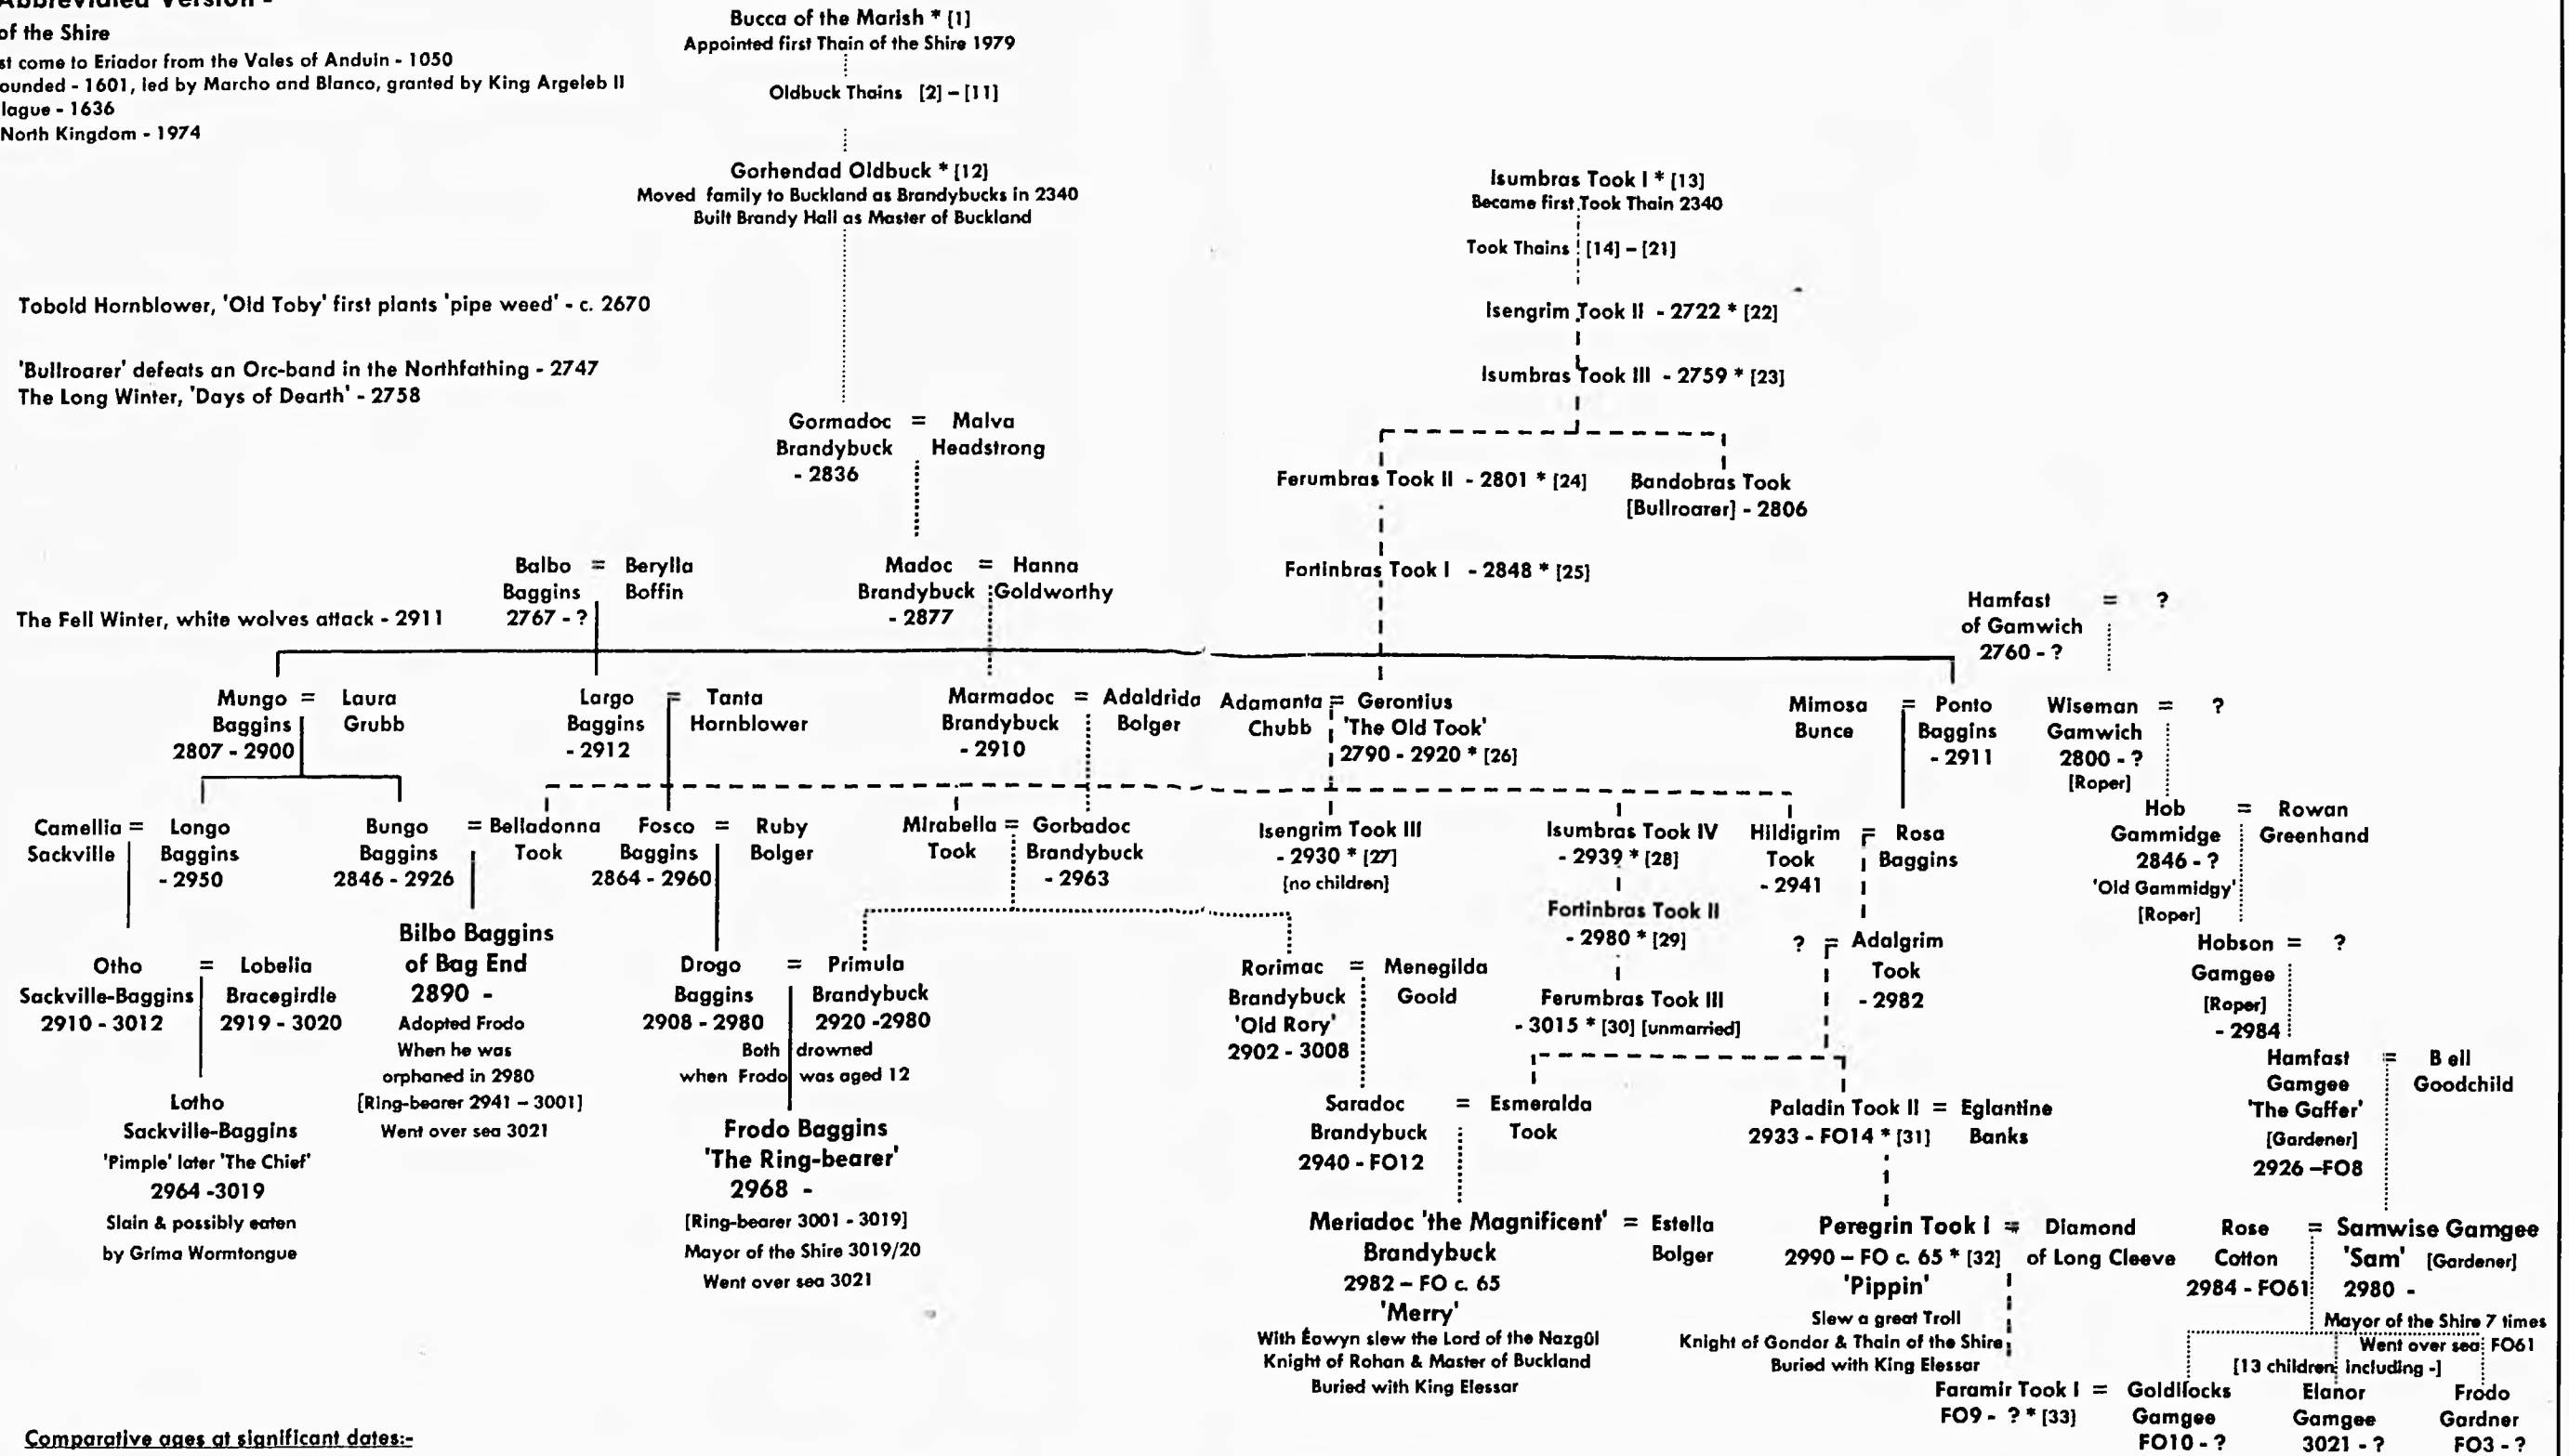 Abbreviated Version -
of the Shire
st come to Eriador from the Vales of Anduin - 1050
ounded - 1601, led by Marcho and Blanco, granted by King Argeleb II
lague - 1636
North Kingdom - 1974
Bucca of the Marish * [1]
Appointed first Thain of the Shire 1979
Oldbuck Thains [2] – [11]
Gorhendad Oldbuck * [12]
Moved family to Buckland as Brandybucks in 2340
Built Brandy Hall as Master of Buckland
Isumbras Took I * [13]
Became first Took Thain 2340
Took Thains [14] – [21]
Isengrim Took II - 2722 * [22]
Isumbras Took III - 2759 * [23]
Tobold Hornblower, 'Old Toby' first plants 'pipe weed' - c. 2670
'Bullroarer' defeats an Orc-band in the Northfathing - 2747
The Long Winter, 'Days of Dearth' - 2758
Gormadoc = Malva
Brandybuck Headstrong
- 2836
Ferumbras Took II - 2801 * [24]
Bandobras Took
[Bullroarer] - 2806
Fortinbras Took I - 2848 * [25]
Balbo = Berylla
Baggins Boffin
2767 - ?
Madoc = Hanna
Brandybuck Goldworthy
- 2877
Hamfast = ?
of Gamwich
2760 - ?
The Fell Winter, white wolves attack - 2911
Mungo = Laura
Baggins Grubb
2807 - 2900
Largo = Tanta
Baggins Hornblower
- 2912
Marmadoc = Adaldrida
Brandybuck Bolger
- 2910
Adamanta = Gerontius
Chubb 'The Old Took'
2790 - 2920 * [26]
Mimosa = Ponto
Bunce Baggins
- 2911
Wiseman = ?
Gamwich
2800 - ?
[Roper]
Camellia = Longo
Sackville Baggins
- 2950
Bungo = Belladonna
Baggins Took
2846 - 2926
Fosco = Ruby
Baggins Bolger
2864 - 2960
Mirabella = Gorbadoc
Took Brandybuck
- 2963
Isengrim Took III
- 2930 * [27]
[no children]
Isumbras Took IV
- 2939 * [28]
Hildigrim = Rosa
Took Baggins
- 2941
Hob = Rowan
Gammidge Greenhand
2846 - ?
'Old Gammidgy'
[Roper]
Fortinbras Took II
- 2980 * [29]
Ferumbras Took III
- 3015 * [30] [unmarried]
? = Adalgrim
Took
- 2982
Hobson = ?
Gamgee
[Roper]
- 2984
Otho = Lobelia
Sackville-Baggins Bracegirdle
2910 - 3012 2919 - 3020
Bilbo Baggins
of Bag End
2890 -
Adopted Frodo
When he was
orphaned in 2980
[Ring-bearer 2941 – 3001]
Went over sea 3021
Drogo = Primula
Baggins Brandybuck
2908 - 2980 2920 -2980
Both drowned
when Frodo was aged 12
Rorimac = Menegilda
Brandybuck Goold
'Old Rory'
2902 - 3008
Hamfast = Bell
Gamgee Goodchild
'The Gaffer'
[Gardener]
2926 –FO8
Lotho
Sackville-Baggins
'Pimple' later 'The Chief'
2964 -3019
Slain & possibly eaten
by Gríma Wormtongue
Frodo Baggins
'The Ring-bearer'
2968 -
[Ring-bearer 3001 - 3019]
Mayor of the Shire 3019/20
Went over sea 3021
Saradoc = Esmeralda
Brandybuck Took
2940 - FO12
Paladin Took II = Eglantine
2933 - FO14 * [31] Banks
Meriadoc 'the Magnificent' = Estella
Brandybuck Bolger
2982 – FO c. 65
'Merry'
With Éowyn slew the Lord of the Nazgûl
Knight of Rohan & Master of Buckland
Buried with King Elessar
Peregrin Took I = Diamond
2990 – FO c. 65 * [32] of Long Cleeve
'Pippin'
Slew a great Troll
Knight of Gondor & Thain of the Shire
Buried with King Elessar
Rose = Samwise Gamgee
Cotton 'Sam' [Gardener]
2984 - FO61 2980 -
Mayor of the Shire 7 times
Went over sea FO61
[13 children including -]
Faramir Took I = Goldilocks
FO9 - ? * [33] Gamgee
FO10 - ?
Elanor
Gamgee
3021 - ?
Frodo
Gardner
FO3 - ?
Comparative ages at significant dates:-